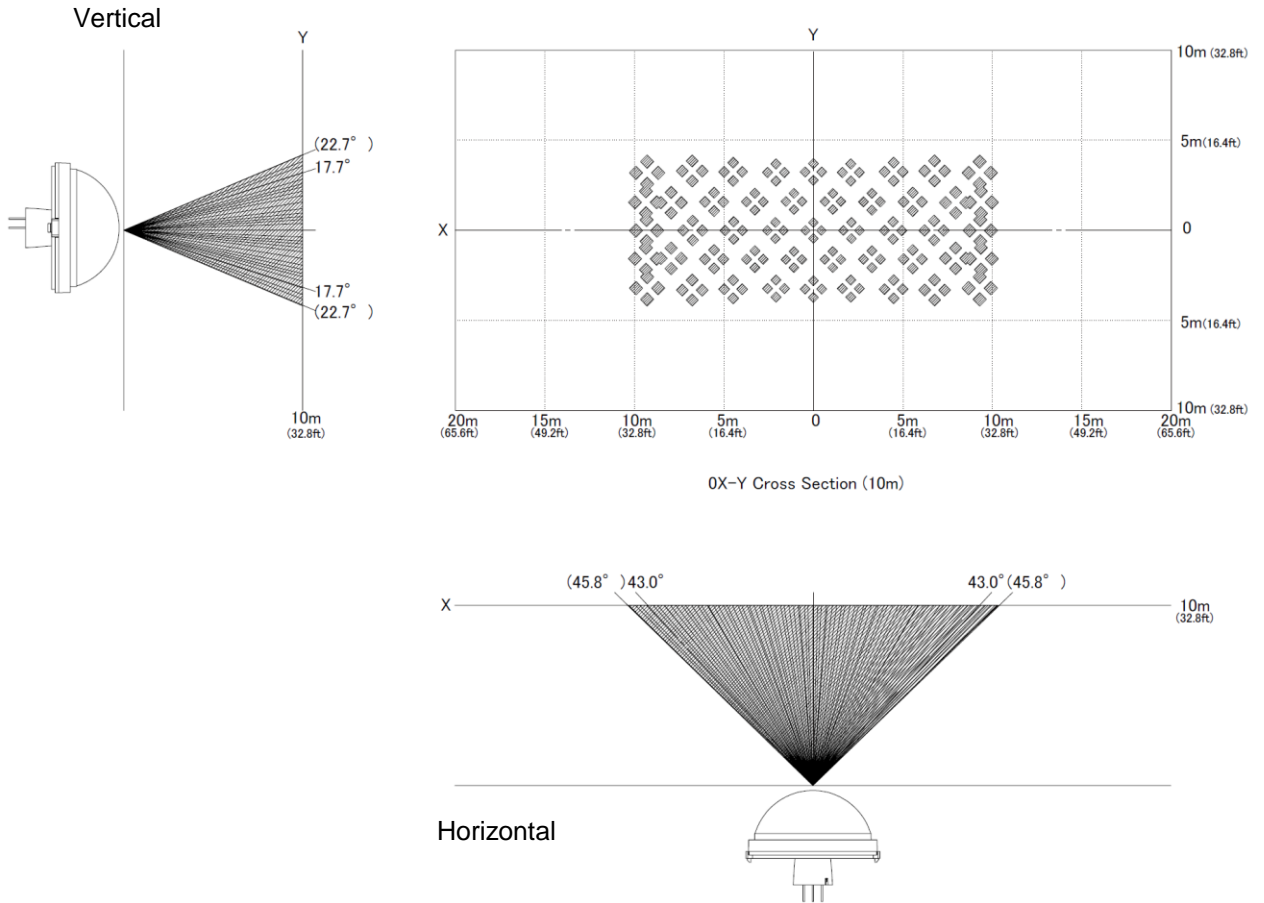 Vertical
Y
(22.7° )
17.7°
17.7°
(22.7° )
10m
(32.8ft)
Y
10m (32.8ft)
5m(16.4ft)
X
0
5m(16.4ft)
10m (32.8ft)
20m 15m 10m 5m 0 5m 10m 15m 20m
(65.6ft) (49.2ft) (32.8ft) (16.4ft) (16.4ft) (32.8ft) (49.2ft) (65.6ft)
0X-Y Cross Section (10m)
(45.8° )43.0° 43.0°(45.8° )
X
10m
(32.8ft)
Horizontal